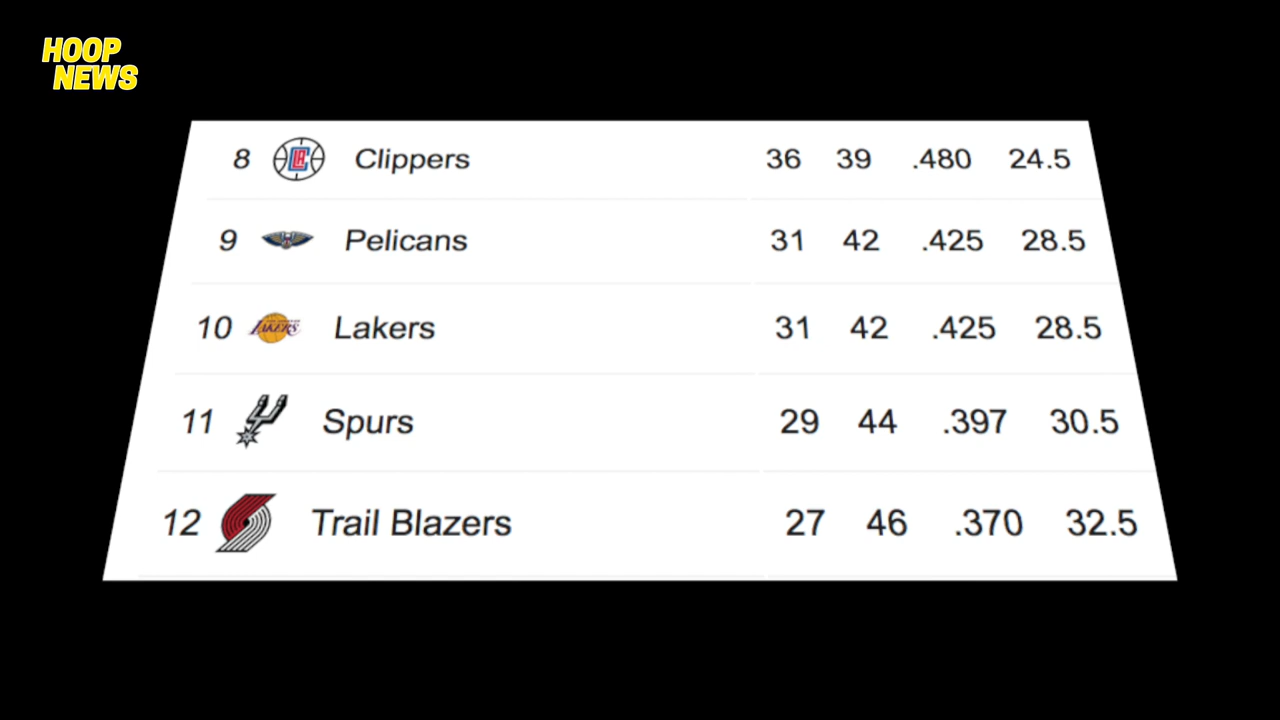 HOOP
NEWS
8 Clippers 36 39 .480 24.5
9 Pelicans 31 42 .425 28.5
10 LAKERS Lakers 31 42 .425 28.5
11 Spurs 29 44 .397 30.5
12 Trail Blazers 27 46 .370 32.5